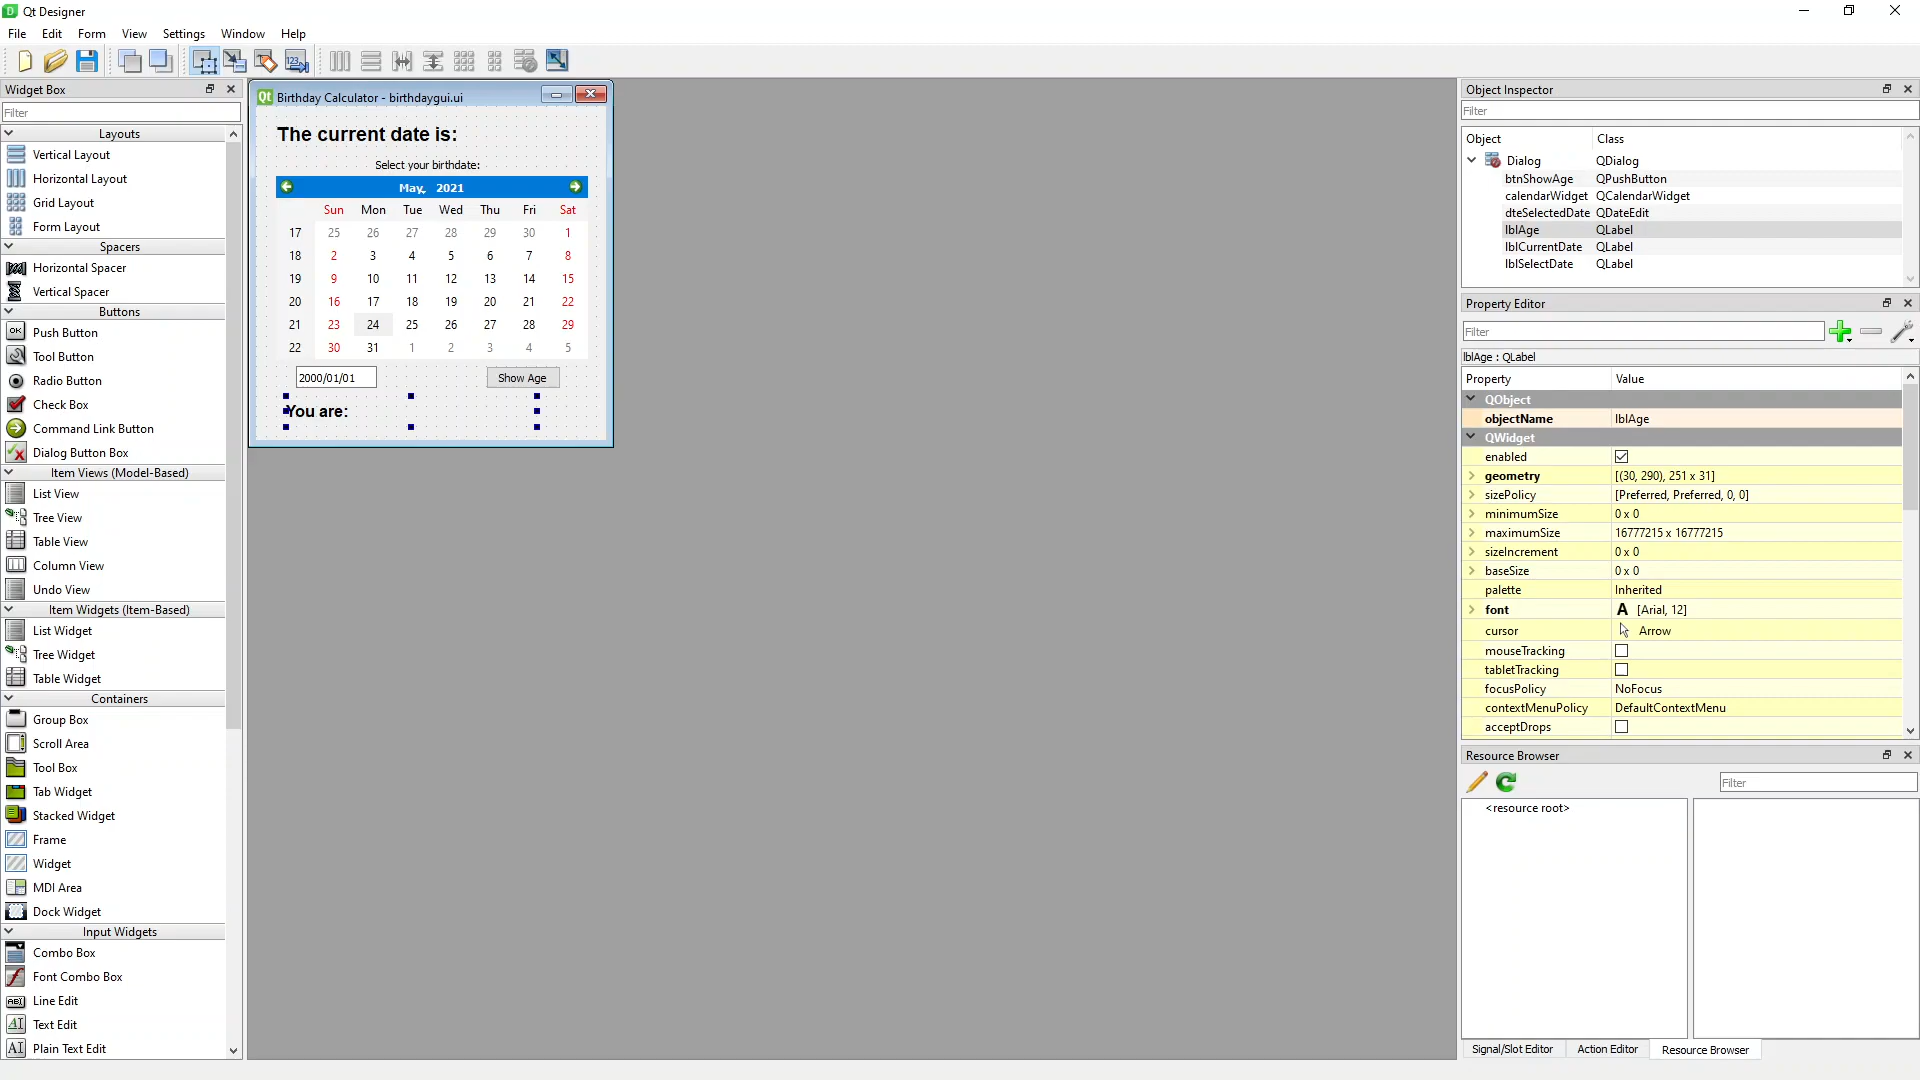 Qt Designer
File Edit Form View Settings Window Help
Widget Box
Filter
Layouts
Vertical Layout
Horizontal Layout
Grid Layout
Form Layout
Spacers
Horizontal Spacer
Vertical Spacer
Buttons
OK Push Button
Tool Button
Radio Button
Check Box
Command Link Button
Dialog Button Box
Item Views (Model-Based)
List View
Tree View
Table View
Column View
Undo View
Item Widgets (Item-Based)
List Widget
Tree Widget
Table Widget
Containers
Group Box
Scroll Area
Tool Box
Tab Widget
Stacked Widget
Frame
Widget
MDI Area
Dock Widget
Input Widgets
Combo Box
Font Combo Box
ABI Line Edit
AI Text Edit
AI Plain Text Edit
Qt Birthday Calculator - birthdaygui.ui
The current date is:
Select your birthdate:
May, 2021
Sun Mon Tue Wed Thu Fri Sat
17 25 26 27 28 29 30 1
18 2 3 4 5 6 7 8
19 9 10 11 12 13 14 15
20 16 17 18 19 20 21 22
21 23 24 25 26 27 28 29
22 30 31 1 2 3 4 5
2000/01/01 Show Age
You are:
Object Inspector
Filter
Object Class
Dialog QDialog
btnShowAge QPushButton
calendarWidget QCalendarWidget
dteSelectedDate QDateEdit
lblAge QLabel
lblCurrentDate QLabel
lblSelectDate QLabel
Property Editor
Filter
lblAge : QLabel
Property Value
QObject
objectName lblAge
QWidget
enabled
geometry [(30, 290), 251 x 31]
sizePolicy [Preferred, Preferred, 0, 0]
minimumSize 0 x 0
maximumSize 16777215 x 16777215
sizeIncrement 0 x 0
baseSize 0 x 0
palette Inherited
font A [Arial, 12]
cursor Arrow
mouseTracking
tabletTracking
focusPolicy NoFocus
contextMenuPolicy DefaultContextMenu
acceptDrops
Resource Browser
Filter
<resource root>
Signal/Slot Editor Action Editor Resource Browser